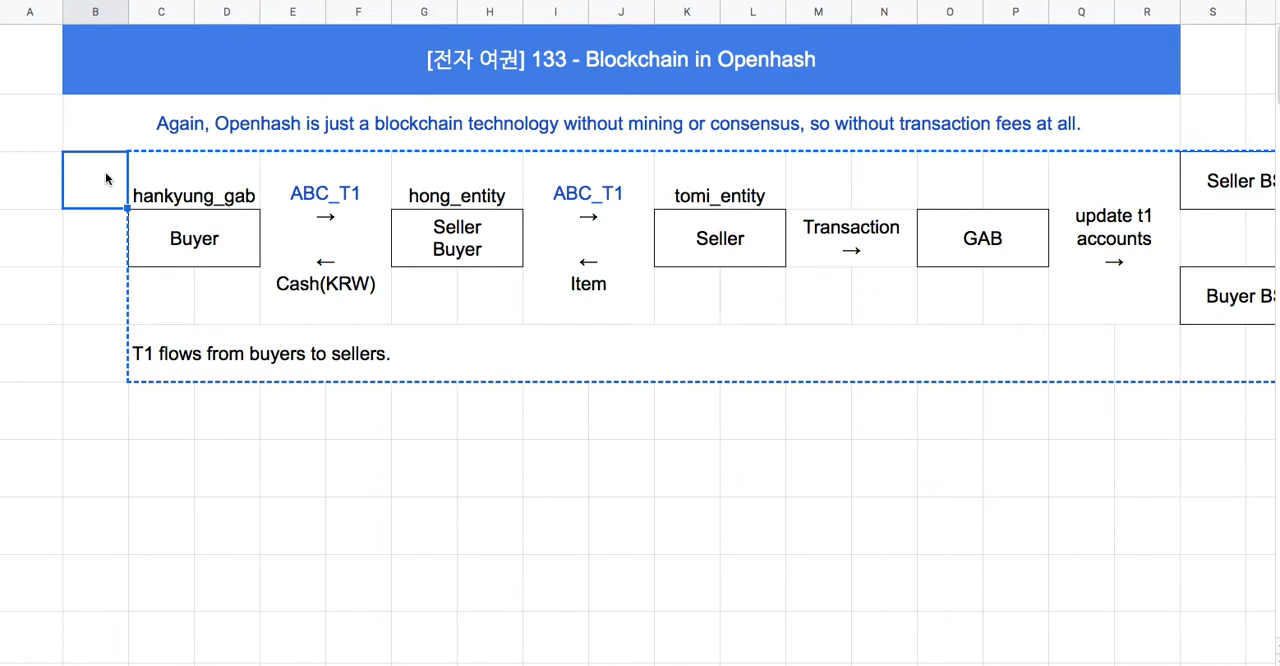 A B C D E F G H I J K L M N O P Q R S
[전자 여권] 133 - Blockchain in Openhash
Again, Openhash is just a blockchain technology without mining or consensus, so without transaction fees at all.
hankyung_gab
Buyer
ABC_T1
→
←
Cash(KRW)
hong_entity
Seller
Buyer
ABC_T1
→
←
Item
tomi_entity
Seller
Transaction
→
GAB
update t1
accounts
→
Seller
Buyer
T1 flows from buyers to sellers.